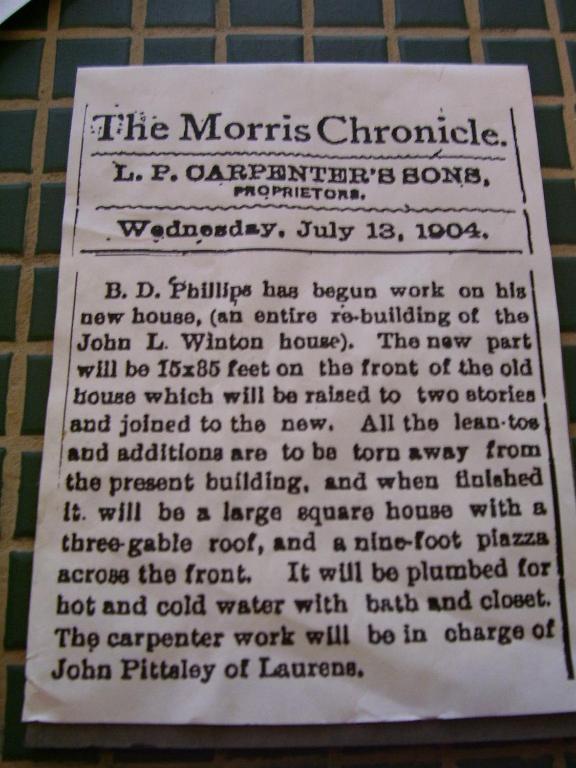 The Morris Chronicle.
L. P. CARPENTER'S SONS,
PROPRIETORS.
Wednesday, July 13, 1904.
B. D. Phillips has begun work on his
new house, (an entire re-building of the
John L. Winton house). The new part
will be 15x35 feet on the front of the old
house which will be raised to two stories
and joined to the new. All the lean-tos
and additions are to be torn away from
the present building, and when finished
it. will be a large square house with a
three-gable roof, and a nine-foot piazza
across the front. It will be plumbed for
hot and cold water with bath and closet.
The carpenter work will be in charge of
John Pittsley of Laurens.